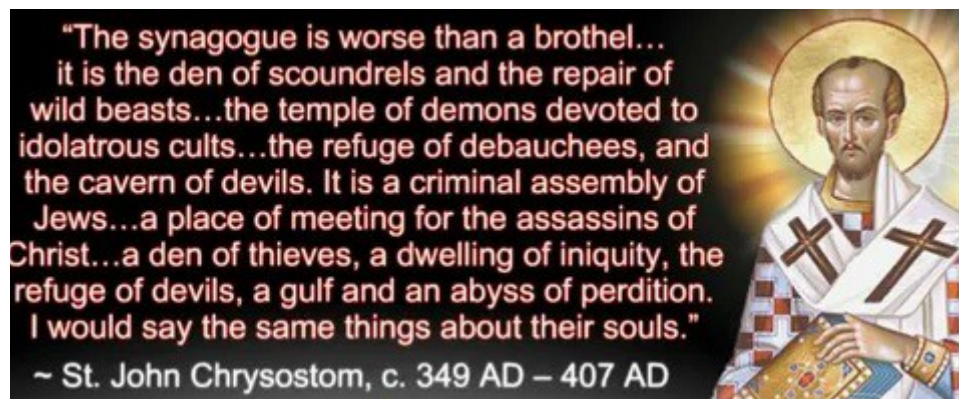 “The synagogue is worse than a brothel…
it is the den of scoundrels and the repair of
wild beasts…the temple of demons devoted to
idolatrous cults…the refuge of debauchees, and
the cavern of devils. It is a criminal assembly of
Jews…a place of meeting for the assassins of
Christ…a den of thieves, a dwelling of iniquity, the
refuge of devils, a gulf and an abyss of perdition.
I would say the same things about their souls.”
~ St. John Chrysostom, c. 349 AD – 407 AD